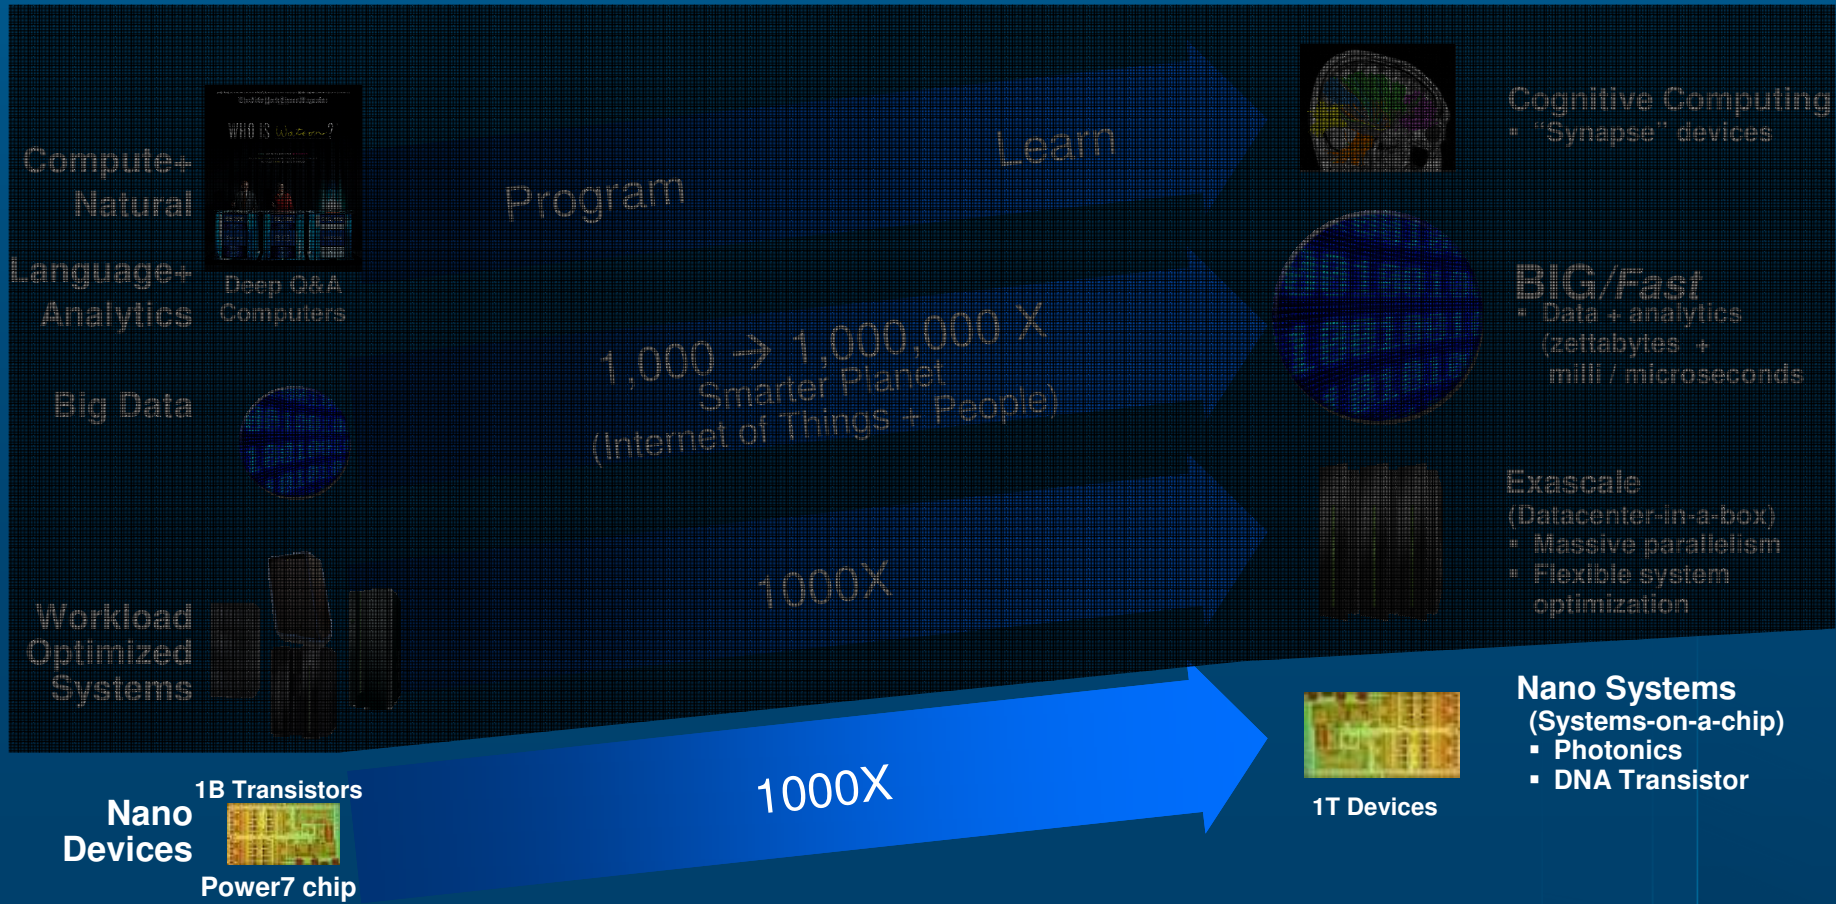 Compute+
Natural
Language+
Analytics
WHO IS Watson?
Deep Q&A
Computers
Program
Learn
Cognitive Computing
▪ "Synapse" devices
Big Data
1,000 → 1,000,000 X
Smarter Planet
(Internet of Things + People)
BIG/Fast
▪ Data + analytics
(zettabytes +
milli / microseconds
Workload
Optimized
Systems
1000X
Exascale
(Datacenter-in-a-box)
▪ Massive parallelism
▪ Flexible system
optimization
Nano
Devices
1B Transistors
Power7 chip
1000X
1T Devices
Nano Systems
(Systems-on-a-chip)
▪ Photonics
▪ DNA Transistor